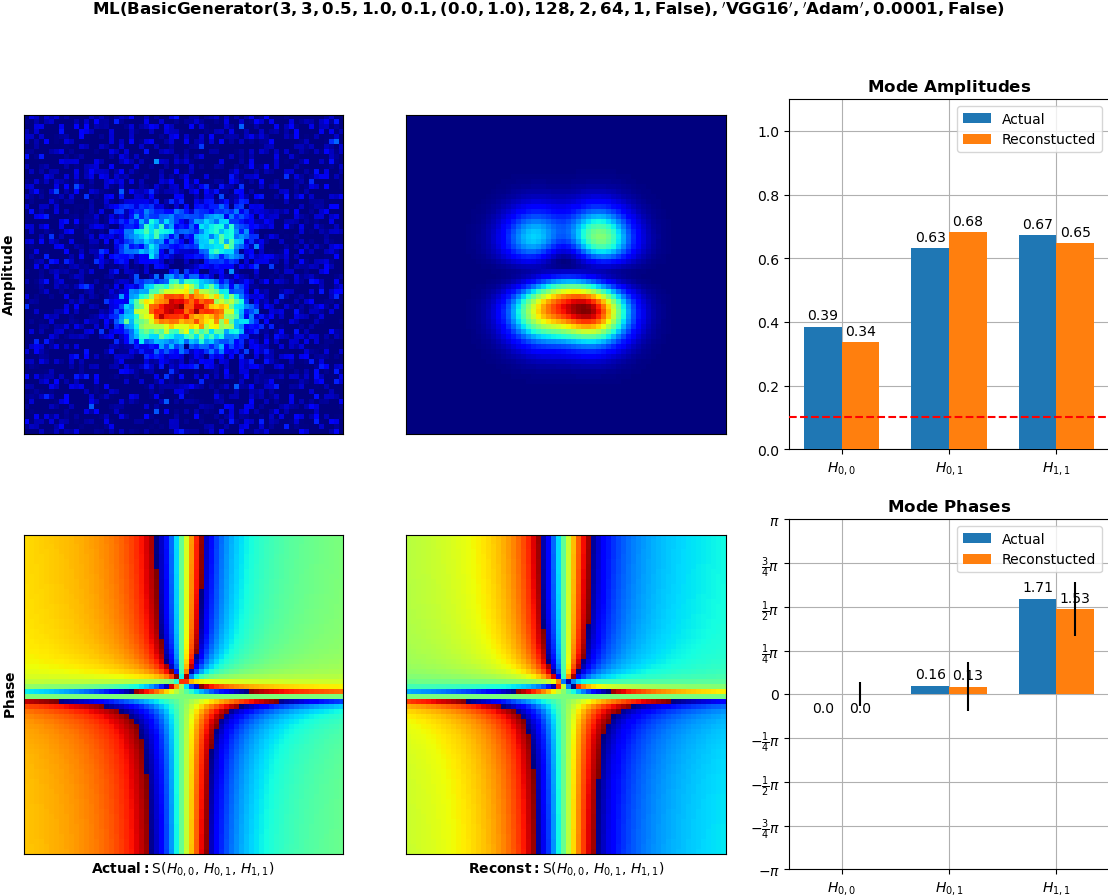 ML(BasicGenerator(3, 3, 0.5, 1.0, 0.1, (0.0, 1.0), 128, 2, 64, 1, False), 'VGG16', 'Adam', 0.0001, False)
Amplitude
Mode Amplitudes
Actual
Reconstucted
1.0
0.8
0.6
0.4
0.2
0.0
0.39
0.34
0.63
0.68
0.67
0.65
H0,0
H0,1
H1,1
Phase
Actual: S(H0,0, H0,1, H1,1)
Reconst: S(H0,0, H0,1, H1,1)
Mode Phases
Actual
Reconstucted
π
3/4π
1/2π
1/4π
0
−1/4π
−1/2π
−3/4π
−π
0.0
0.0
0.16
0.13
1.71
1.53
H0,0
H0,1
H1,1